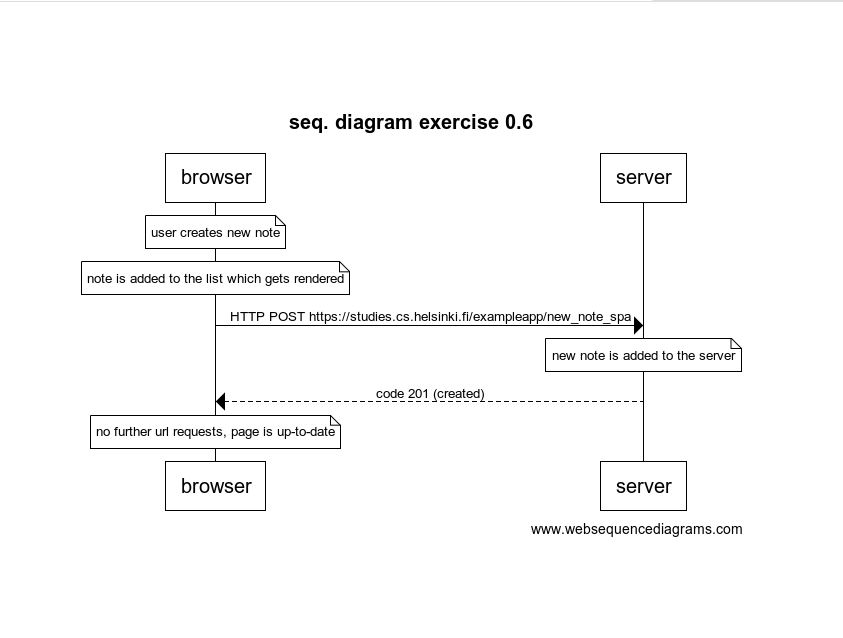 seq. diagram exercise 0.6
browser
server
user creates new note
note is added to the list which gets rendered
HTTP POST https://studies.cs.helsinki.fi/exampleapp/new_note_spa
new note is added to the server
code 201 (created)
no further url requests, page is up-to-date
browser
server
www.websequencediagrams.com